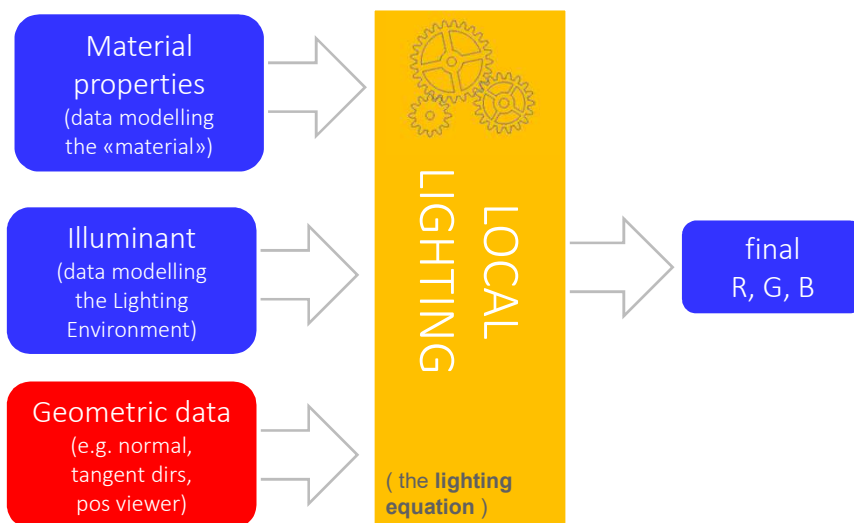 Material
properties
(data modelling
the «material»)
Illuminant
(data modelling
the Lighting
Environment)
Geometric data
(e.g. normal,
tangent dirs,
pos viewer)
LOCAL
LIGHTING
( the lighting
equation )
final
R, G, B